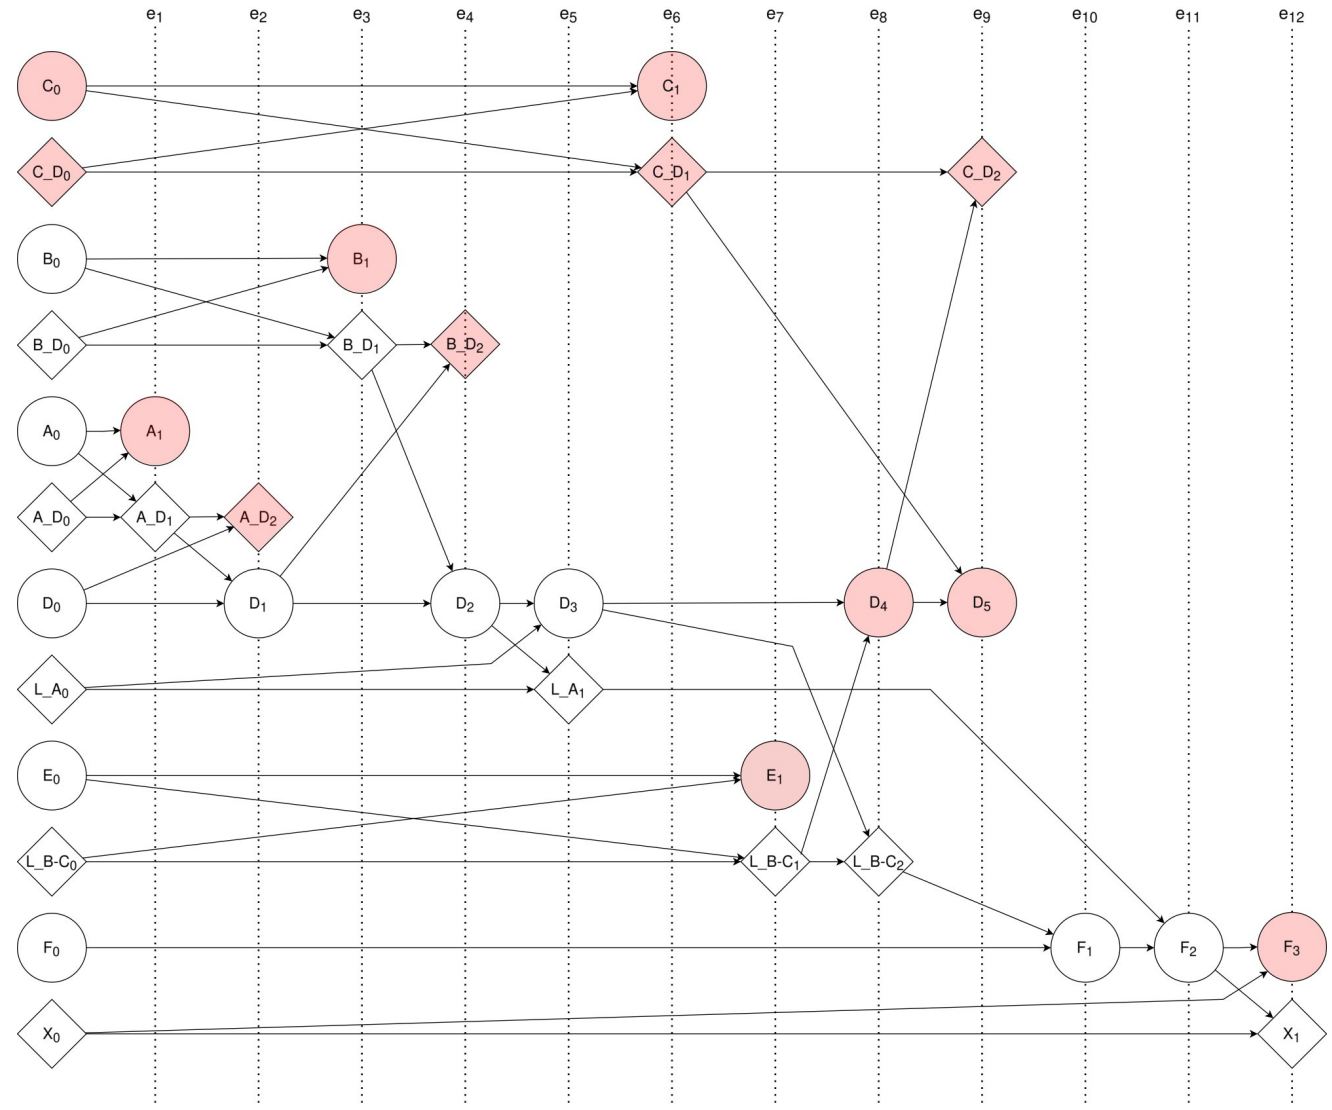 e₁ e₂ e₃ e₄ e₅ e₆ e₇ e₈ e₉ e₁₀ e₁₁ e₁₂
C₀ C₁
C_D₀ C_D₁ C_D₂
B₀ B₁
B_D₀ B_D₁ B_D₂
A₀ A₁
A_D₀ A_D₁ A_D₂
D₀ D₁ D₂ D₃ D₄ D₅
L_A₀ L_A₁
E₀ E₁
L_B-C₀ L_B-C₁ L_B-C₂
F₀ F₁ F₂ F₃
X₀ X₁